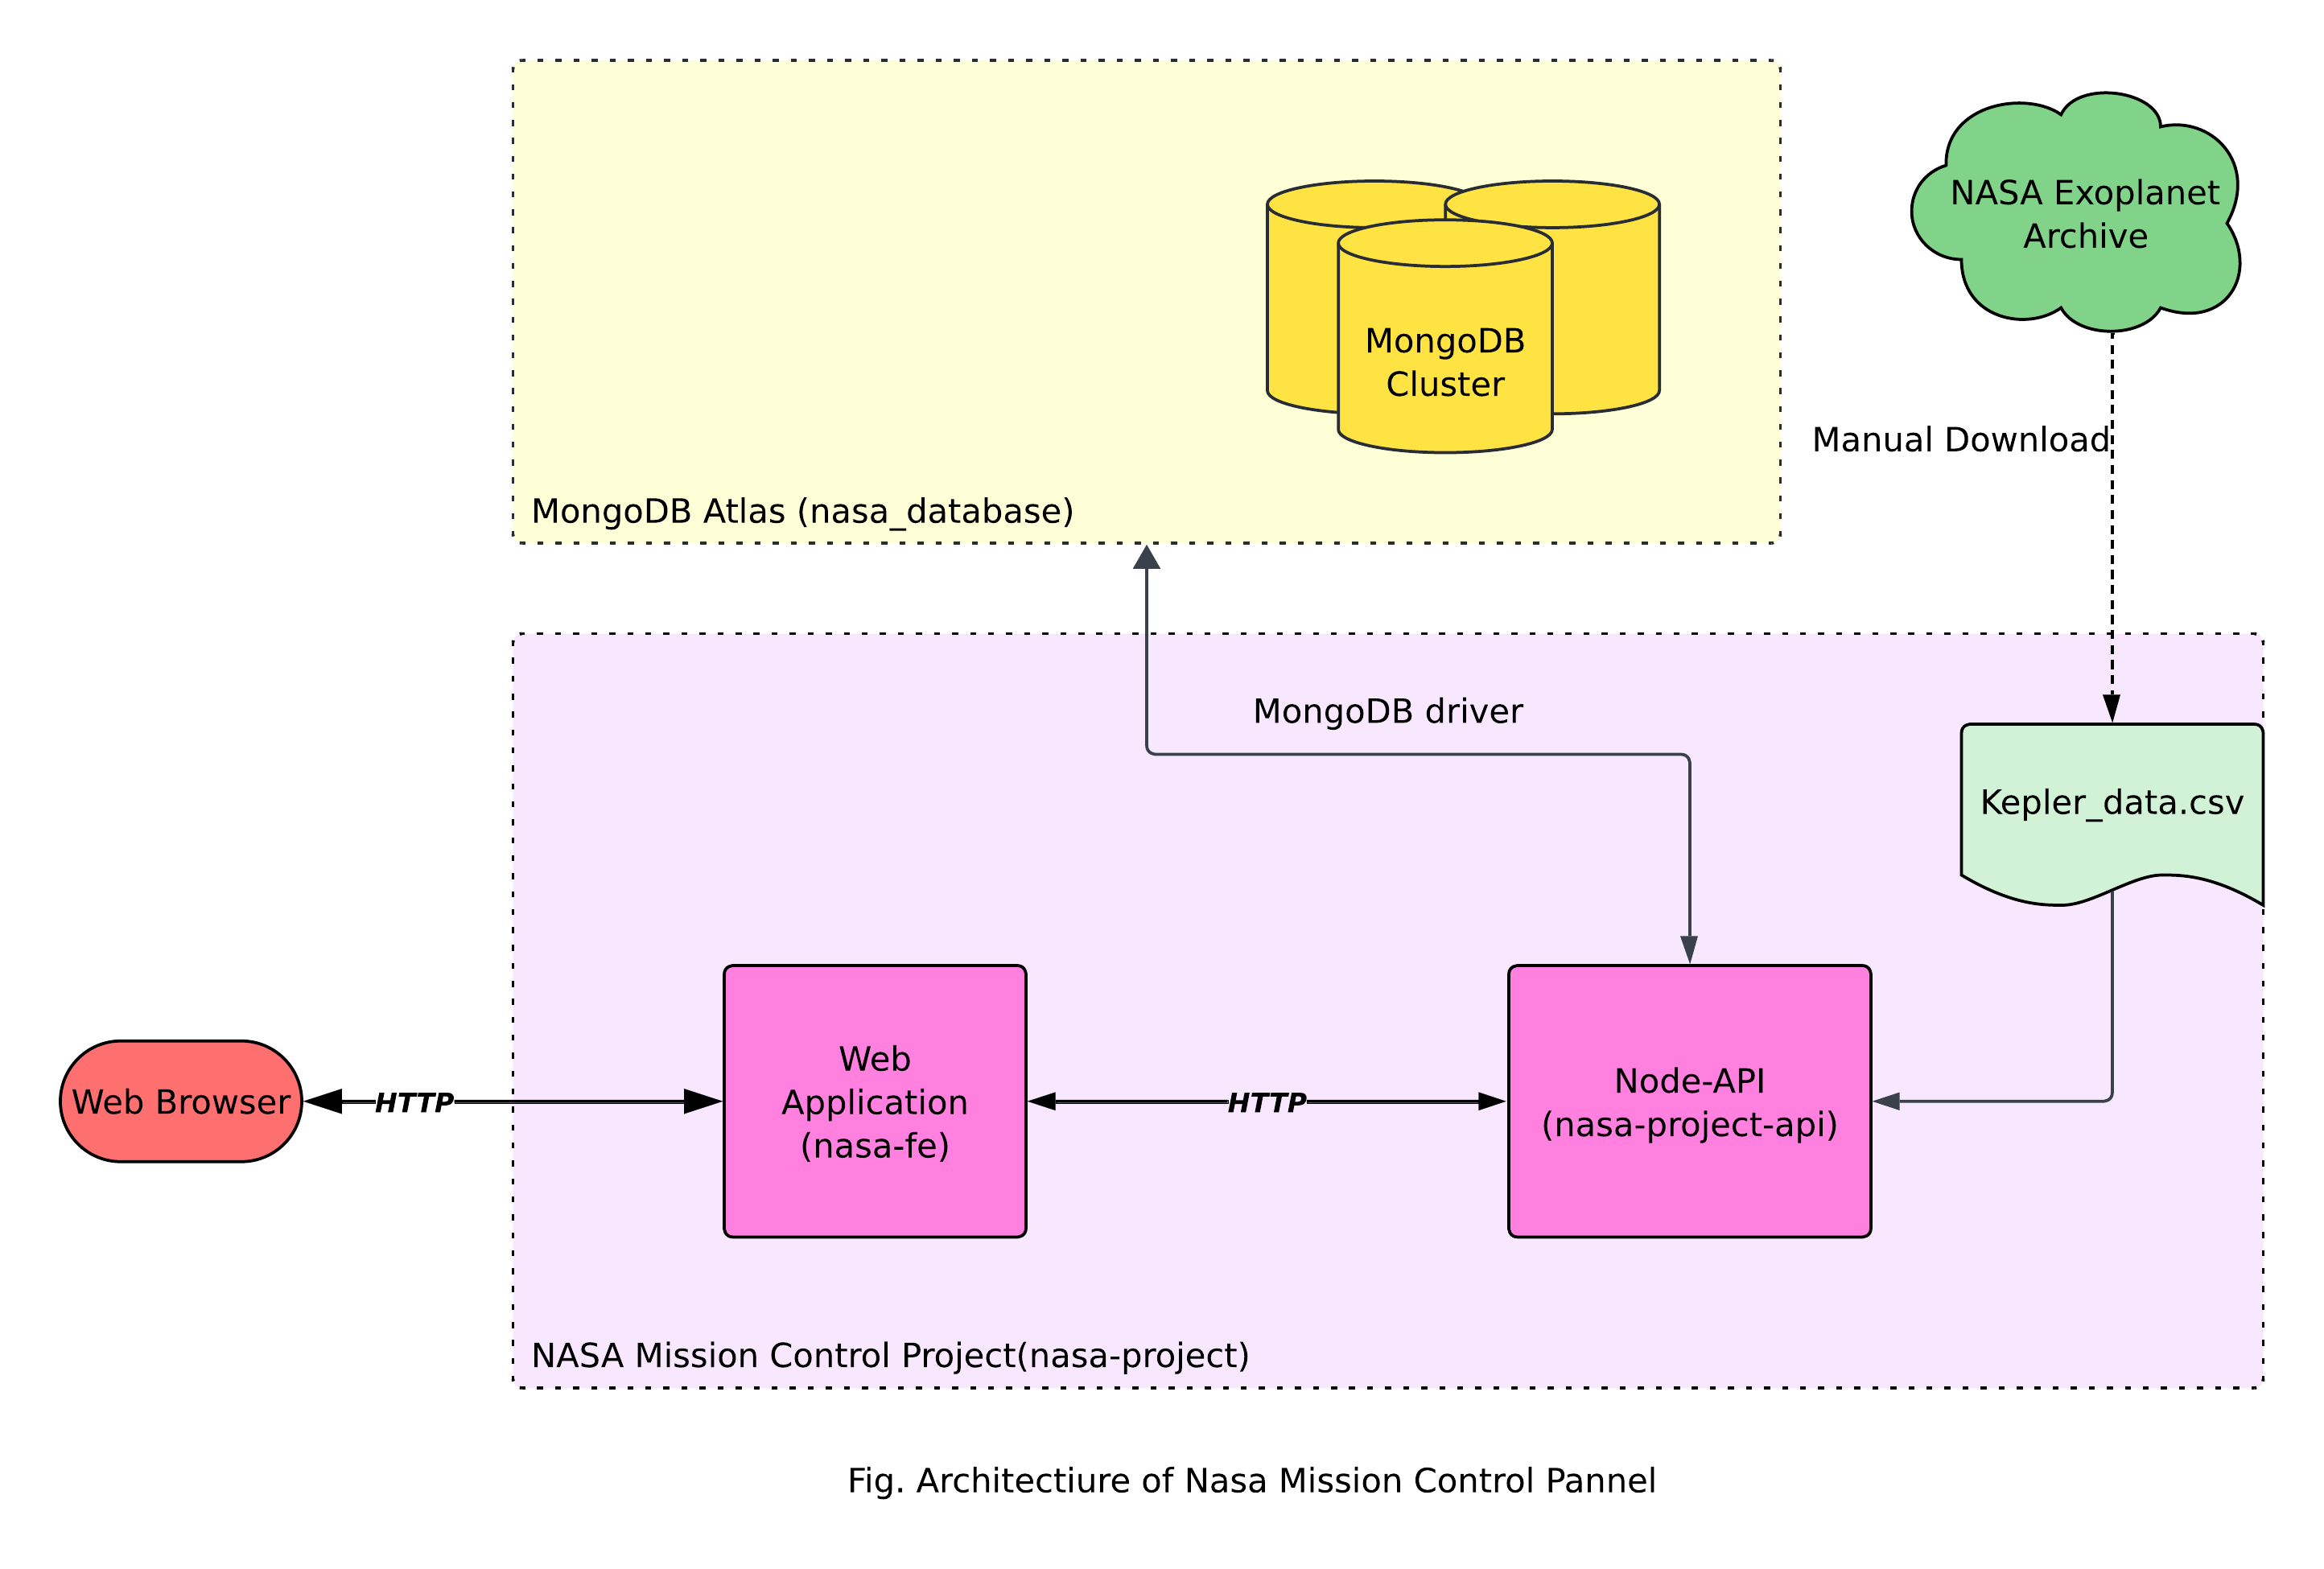 NASA Exoplanet
Archive
MongoDB
Cluster
Manual Download
MongoDB Atlas (nasa_database)
MongoDB driver
Kepler_data.csv
Web Browser
HTTP
Web
Application
(nasa-fe)
HTTP
Node-API
(nasa-project-api)
NASA Mission Control Project(nasa-project)
Fig. Architectiure of Nasa Mission Control Pannel